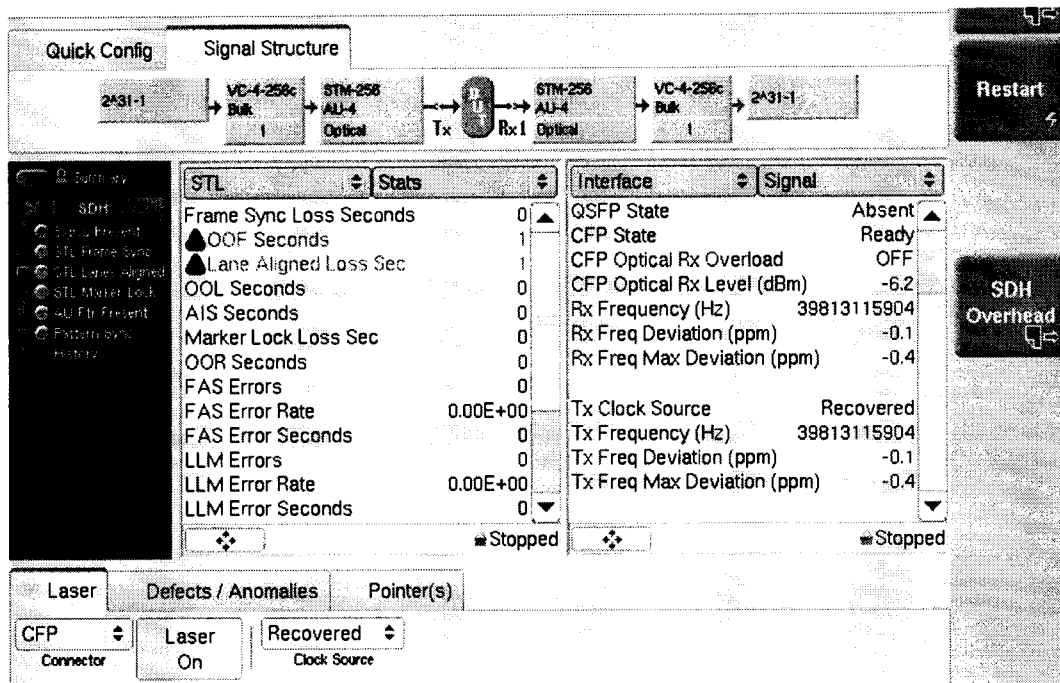 Quick Config Signal Structure
Restart
2^31-1
VC-4-256c
Bulk
1
STM-256
AU-4
Optical
Tx
DUT
Rx1
STM-256
AU-4
Optical
VC-4-256c
Bulk
1
2^31-1
Summary
SDH
Signal Present
STL Frame Sync
STL Lanes Aligned
STL Marker Lock
AU Ptr Present
Pattern Sync
History
STL Stats
Frame Sync Loss Seconds 0
OOF Seconds 1
Lane Aligned Loss Sec 1
OOL Seconds 0
AIS Seconds 0
Marker Lock Loss Sec 0
OOR Seconds 0
FAS Errors 0
FAS Error Rate 0.00E+00
FAS Error Seconds 0
LLM Errors 0
LLM Error Rate 0.00E+00
LLM Error Seconds 0
Stopped
Interface Signal
QSFP State Absent
CFP State Ready
CFP Optical Rx Overload OFF
CFP Optical Rx Level (dBm) -6.2
Rx Frequency (Hz) 39813115904
Rx Freq Deviation (ppm) -0.1
Rx Freq Max Deviation (ppm) -0.4
Tx Clock Source Recovered
Tx Frequency (Hz) 39813115904
Tx Freq Deviation (ppm) -0.1
Tx Freq Max Deviation (ppm) -0.4
Stopped
SDH
Overhead
Laser Defects / Anomalies Pointer(s)
CFP
Connector
Laser
On
Recovered
Clock Source